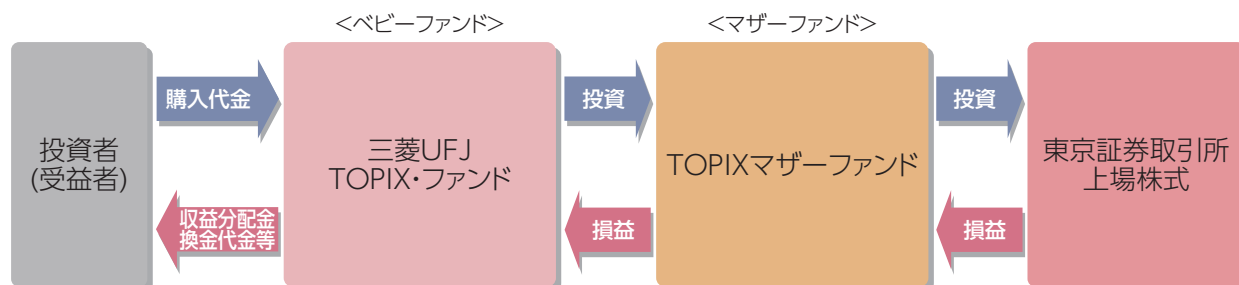 <ベビーファンド>
<マザーファンド>
投資者
(受益者)
購入代金
収益分配金
換金代金等
三菱UFJ
TOPIX・ファンド
投資
損益
TOPIXマザーファンド
投資
損益
東京証券取引所
上場株式